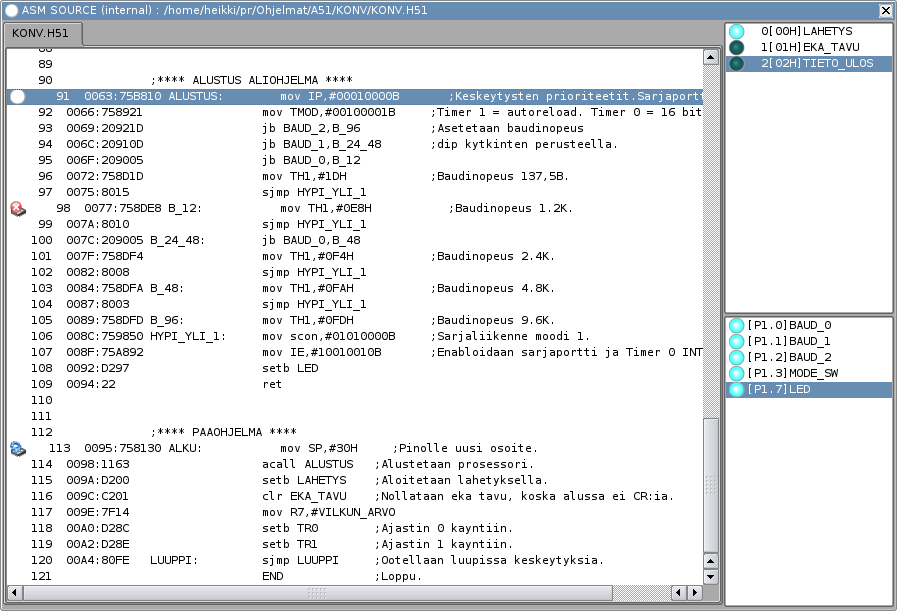 ASM SOURCE (internal) : /home/heikki/pr/Ohjelmat/A51/KONV/KONV.H51
KONV.H51
88
89
90 ;**** ALUSTUS ALIOHJELMA ****
91 0063:75B810 ALUSTUS: mov IP,#00010000B ;Keskeytysten prioriteetit.Sarjaport
92 0066:758921 mov TMOD,#00100001B ;Timer 1 = autoreload. Timer 0 = 16 bit
93 0069:20921D jb BAUD_2,B_96 ;Asetetaan baudinopeus
94 006C:20910D jb BAUD_1,B_24_48 ;dip kytkinten perusteella.
95 006F:209005 jb BAUD_0,B_12
96 0072:758D1D mov TH1,#1DH ;Baudinopeus 137,5B.
97 0075:8015 sjmp HYPI_YLI_1
98 0077:758DE8 B_12: mov TH1,#0E8H ;Baudinopeus 1.2K.
99 007A:8010 sjmp HYPI_YLI_1
100 007C:209005 B_24_48: jb BAUD_0,B_48
101 007F:758DF4 mov TH1,#0F4H ;Baudinopeus 2.4K.
102 0082:8008 sjmp HYPI_YLI_1
103 0084:758DFA B_48: mov TH1,#0FAH ;Baudinopeus 4.8K.
104 0087:8003 sjmp HYPI_YLI_1
105 0089:758DFD B_96: mov TH1,#0FDH ;Baudinopeus 9.6K.
106 008C:759850 HYPI_YLI_1: mov scon,#01010000B ;Sarjaliikenne moodi 1.
107 008F:75A892 mov IE,#10010010B ;Enabloidaan sarjaportti ja Timer 0 INT
108 0092:D297 setb LED
109 0094:22 ret
110
111
112 ;**** PAAOHJELMA ****
113 0095:758130 ALKU: mov SP,#30H ;Pinolle uusi osoite.
114 0098:1163 acall ALUSTUS ;Alustetaan prosessori.
115 009A:D200 setb LAHETYS ;Aloitetaan lahetyksella.
116 009C:C201 clr EKA_TAVU ;Nollataan eka tavu, koska alussa ei CR:ia.
117 009E:7F14 mov R7,#VILKUN_ARVO
118 00A0:D28C setb TR0 ;Ajastin 0 kayntiin.
119 00A2:D28E setb TR1 ;Ajastin 1 kayntiin.
120 00A4:80FE LUUPPI: sjmp LUUPPI ;Ootellaan luupissa keskeytyksia.
121 END ;Loppu.
0[00H]LAHETYS
1[01H]EKA_TAVU
2[02H]TIETO_ULOS
[P1.0]BAUD_0
[P1.1]BAUD_1
[P1.2]BAUD_2
[P1.3]MODE_SW
[P1.7]LED